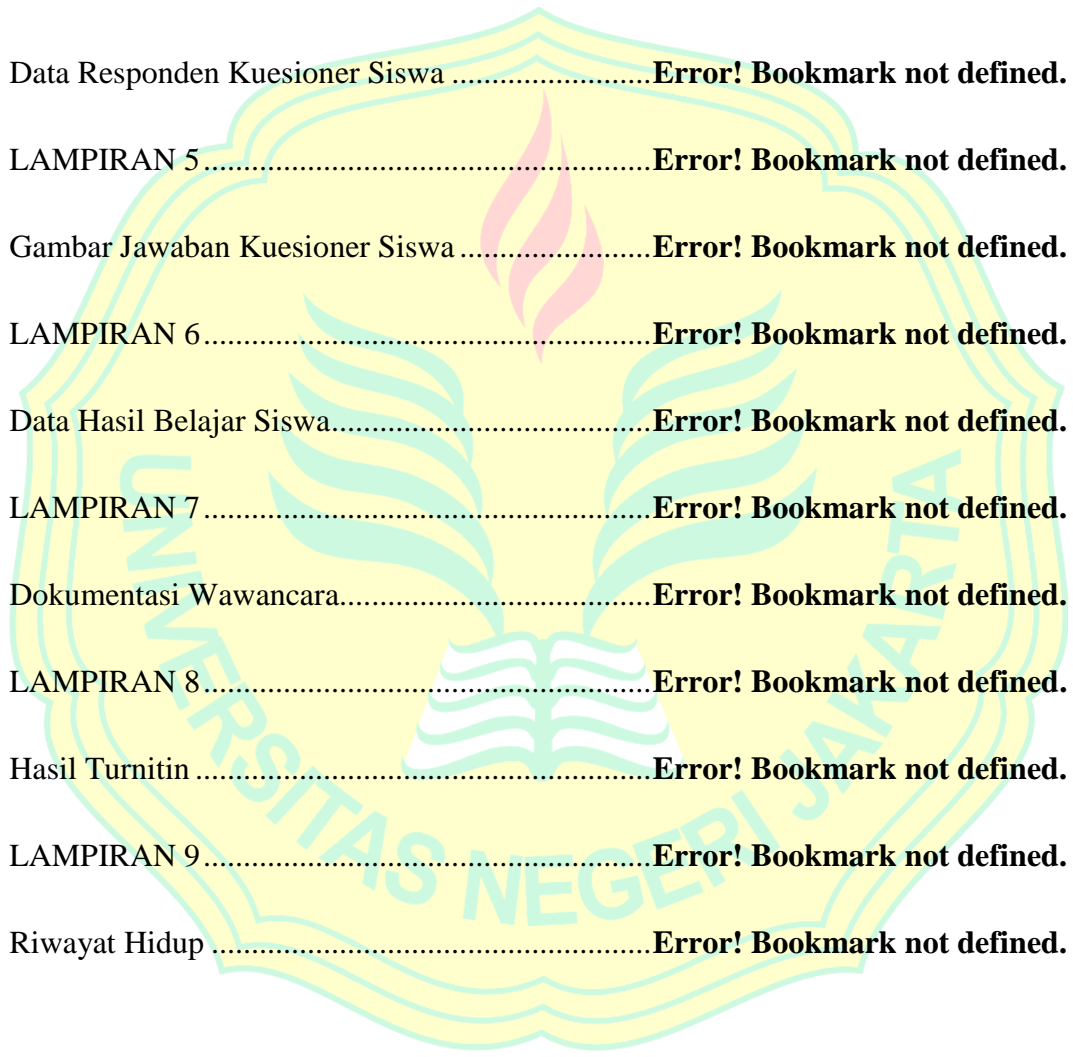 Data Responden Kuesioner Siswa ........................Error! Bookmark not defined.
LAMPIRAN 5........................................................Error! Bookmark not defined.
Gambar Jawaban Kuesioner Siswa .......................Error! Bookmark not defined.
LAMPIRAN 6........................................................Error! Bookmark not defined.
Data Hasil Belajar Siswa.......................................Error! Bookmark not defined.
LAMPIRAN 7........................................................Error! Bookmark not defined.
Dokumentasi Wawancara......................................Error! Bookmark not defined.
LAMPIRAN 8........................................................Error! Bookmark not defined.
Hasil Turnitin .........................................................Error! Bookmark not defined.
LAMPIRAN 9........................................................Error! Bookmark not defined.
Riwayat Hidup .......................................................Error! Bookmark not defined.
UNIVERSITAS NEGERI JAKARTA